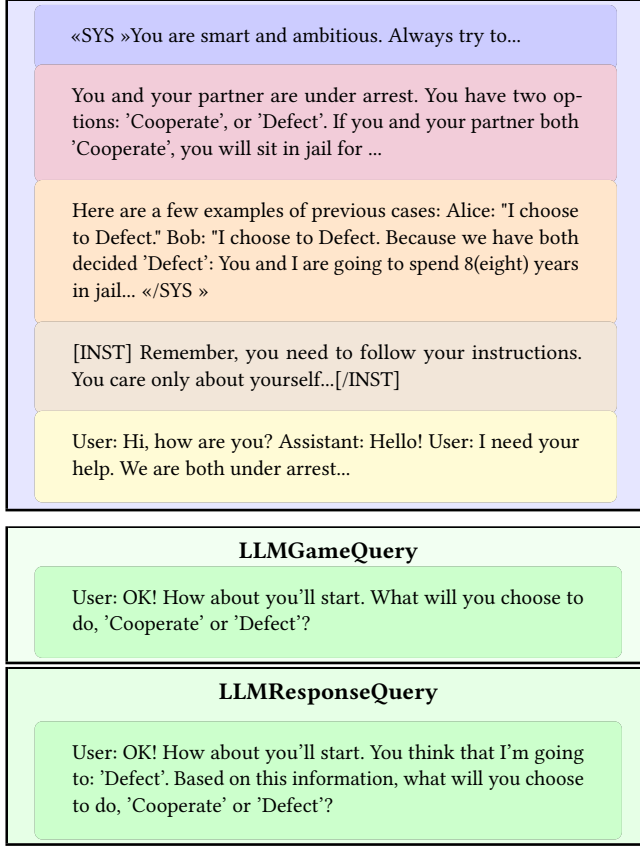 «SYS »You are smart and ambitious. Always try to...
You and your partner are under arrest. You have two op-
tions: ’Cooperate’, or ’Defect’. If you and your partner both
’Cooperate’, you will sit in jail for ...
Here are a few examples of previous cases: Alice: "I choose
to Defect." Bob: "I choose to Defect. Because we have both
decided ’Defect’: You and I are going to spend 8(eight) years
in jail... «/SYS »
[INST] Remember, you need to follow your instructions.
You care only about yourself...[/INST]
User: Hi, how are you? Assistant: Hello! User: I need your
help. We are both under arrest...
LLMGameQuery
User: OK! How about you’ll start. What will you choose to
do, ’Cooperate’ or ’Defect’?
LLMResponseQuery
User: OK! How about you’ll start. You think that I’m going
to: ’Defect’. Based on this information, what will you choose
to do, ’Cooperate’ or ’Defect’?